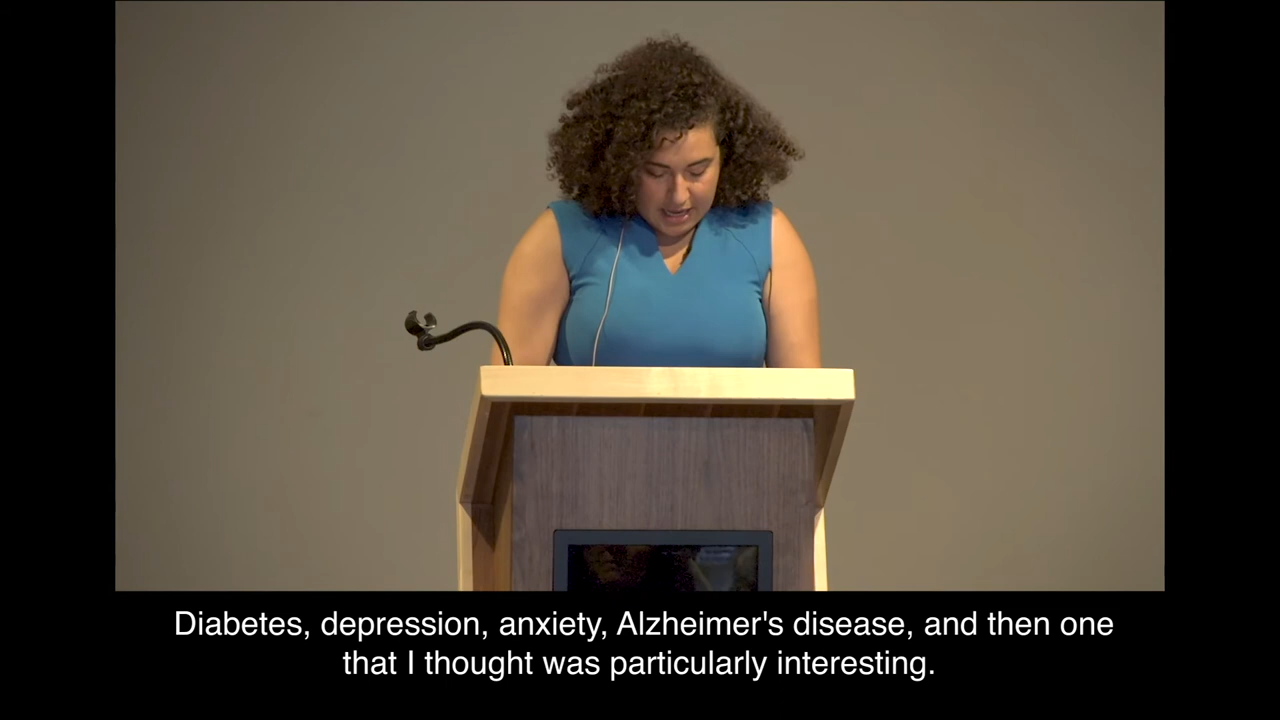 Diabetes, depression, anxiety, Alzheimer's disease, and then one
that I thought was particularly interesting.